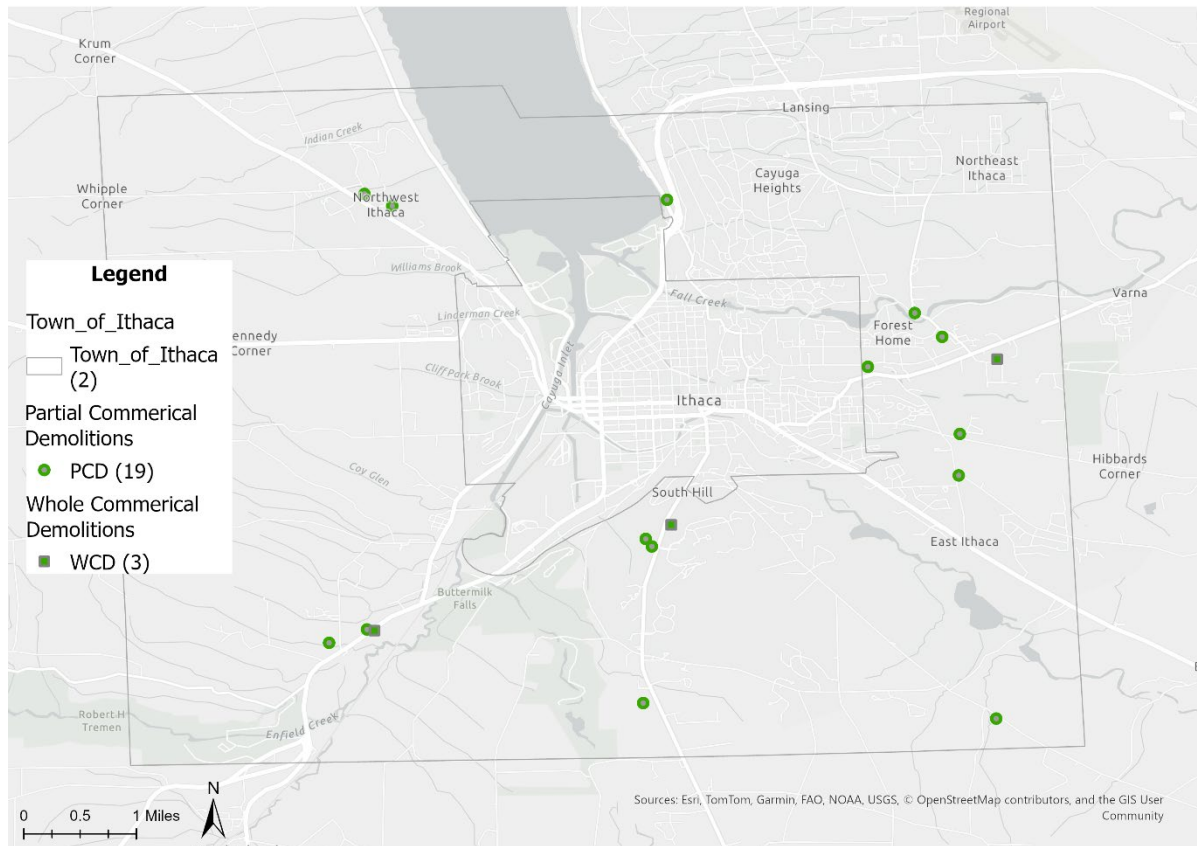 Regional
Airport
Krum
Corner
Lansing
Indian Creek
Northeast
Ithaca
Cayuga
Heights
Whipple
Corner
Northwest
Ithaca
Williams Brook
Varna
Fall Creek
Linderman Creek
Forest
Home
ennedy
Corner
Cayuga Inlet
Cliff Park Brook
Ithaca
Hibbards
Corner
Coy Glen
South Hill
East Ithaca
Buttermilk
Falls
Robert H
Tremen
Enfield Creek
Legend
Town_of_Ithaca
Town_of_Ithaca
(2)
Partial Commerical
Demolitions
PCD (19)
Whole Commerical
Demolitions
WCD (3)
N
0 0.5 1 Miles
Sources: Esri, TomTom, Garmin, FAO, NOAA, USGS, © OpenStreetMap contributors, and the GIS User
Community